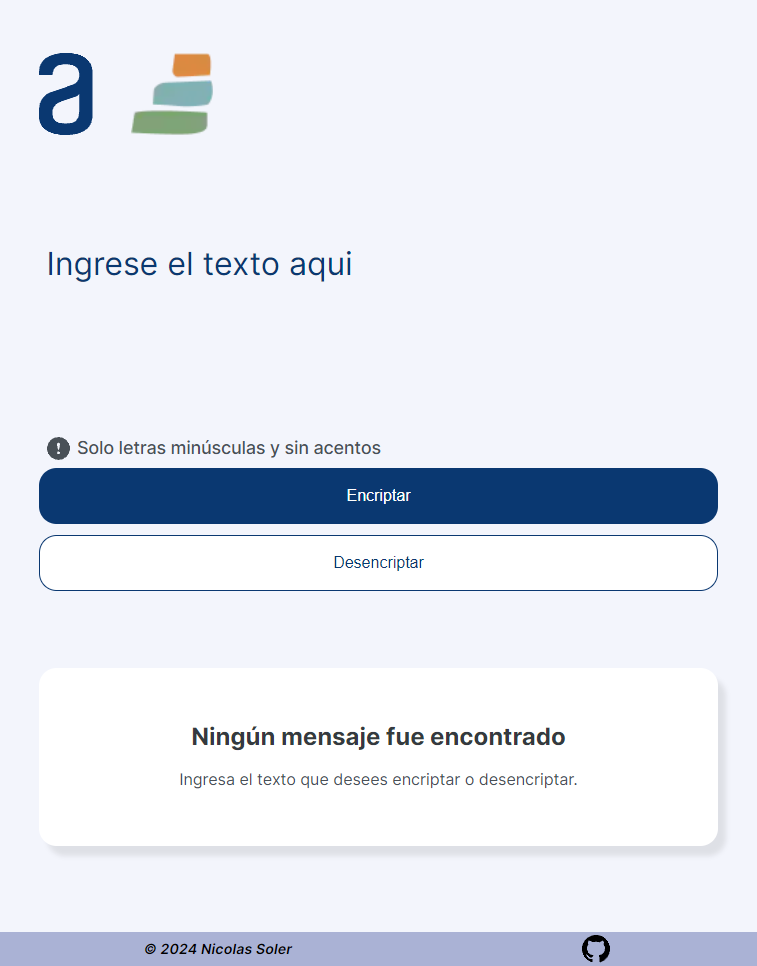 a
Ingrese el texto aqui
Solo letras minúsculas y sin acentos
Encriptar
Desencriptar
Ningún mensaje fue encontrado
Ingresa el texto que desees encriptar o desencriptar.
© 2024 Nicolas Soler